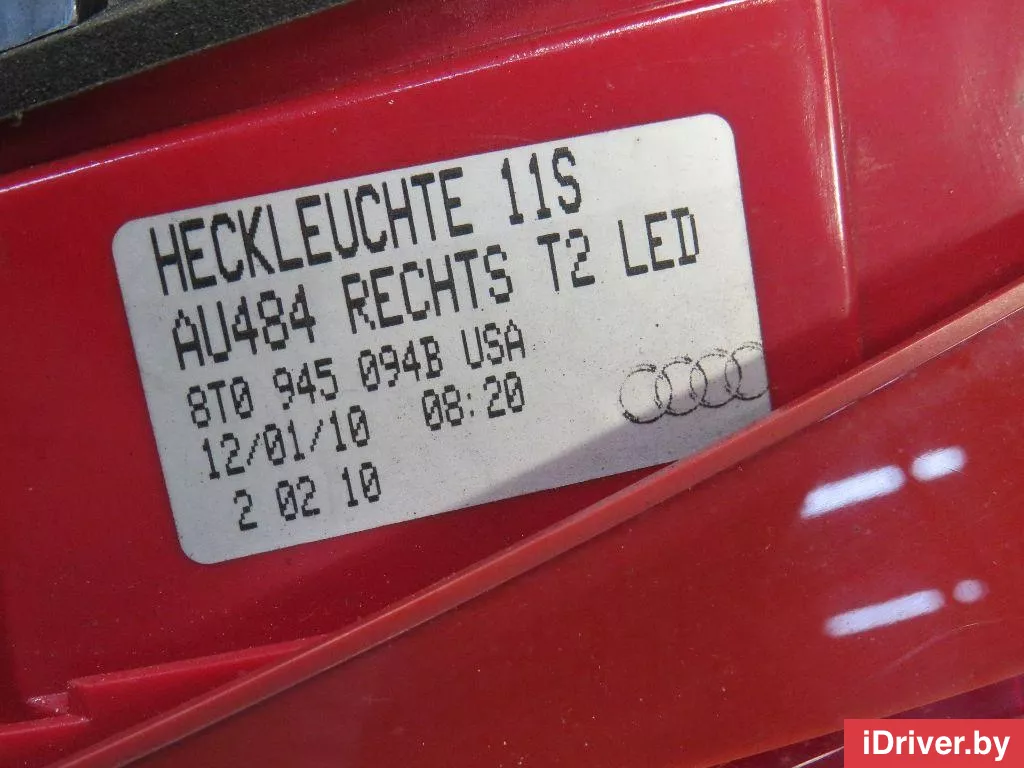 HECKLEUCHTE 11S
AU484 RECHTS T2 LED
8T0 945 094B USA
12/01/10 08:20
2 02 10
iDriver.by